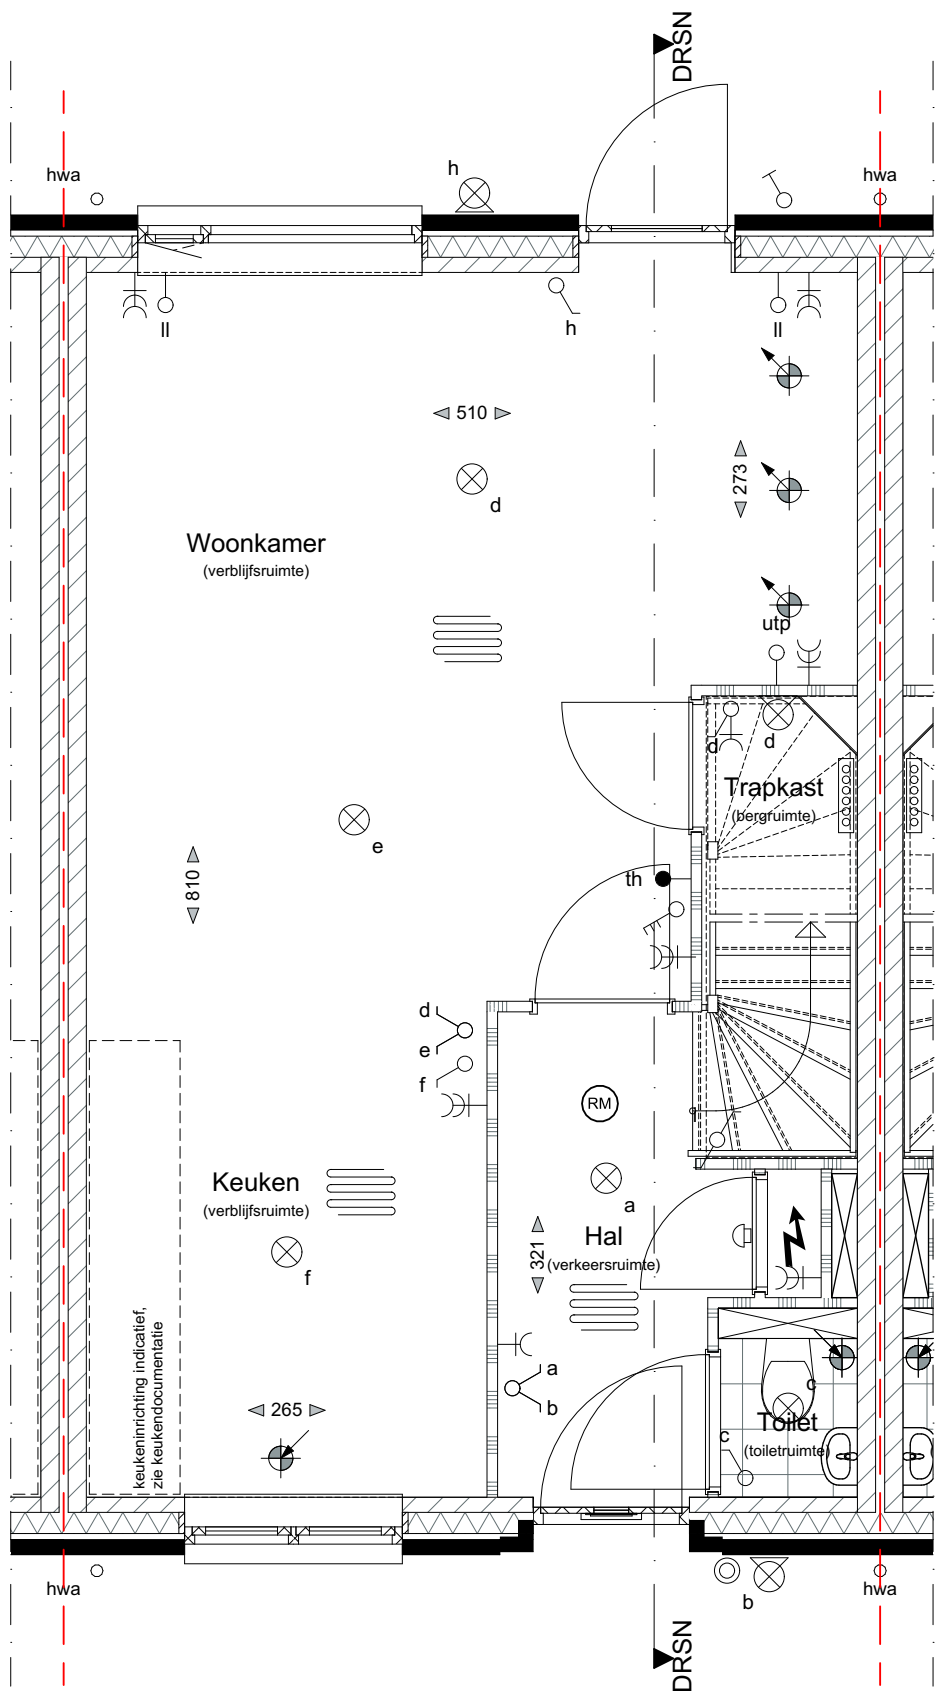 DRSN
hwa
h
hwa
ll
h
ll
510
273
d
Woonkamer
(verblijfsruimte)
utp
d
d
Trapkast
(bergruimte)
e
810
th
d
e
f
RM
Keuken
(verblijfsruimte)
a
Hal
(verkeersruimte)
321
f
keukeninrichting indicatief,
zie keukendocumentatie
a
b
c
265
Toilet
(toiletruimte)
c
hwa
b
hwa
DRSN